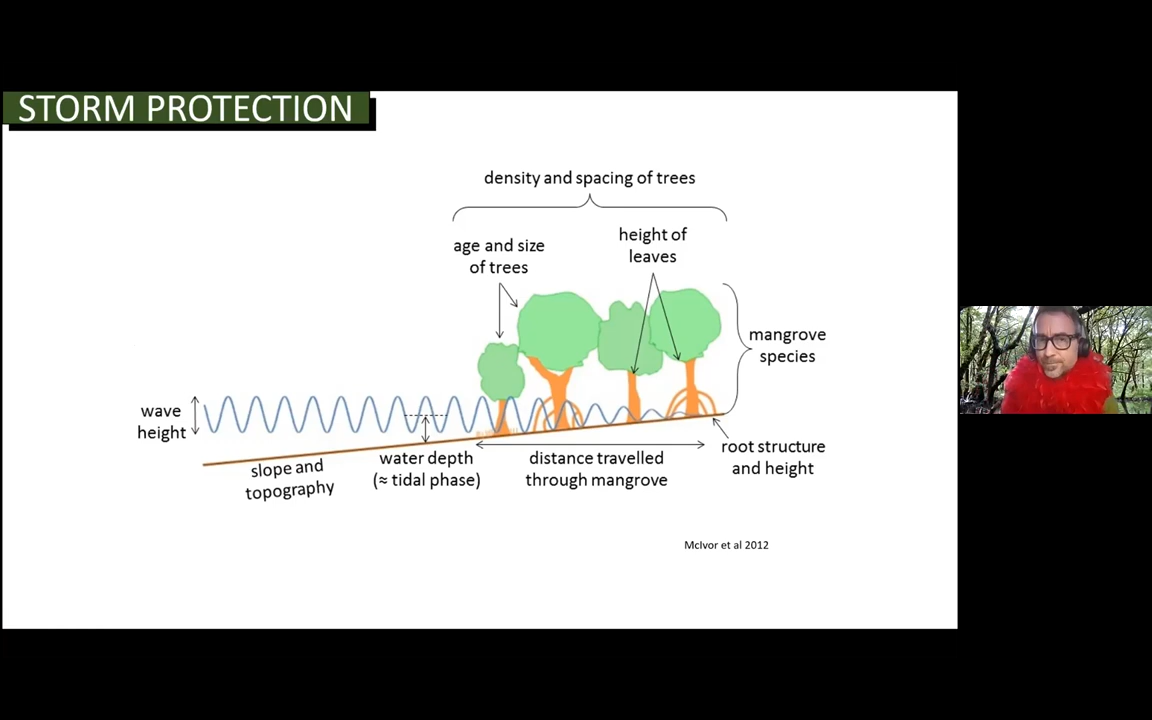 STORM PROTECTION
density and spacing of trees
age and size
of trees
height of
leaves
mangrove
species
wave
height
slope and
topography
water depth
(≈ tidal phase)
distance travelled
through mangrove
root structure
and height
McIvor et al 2012